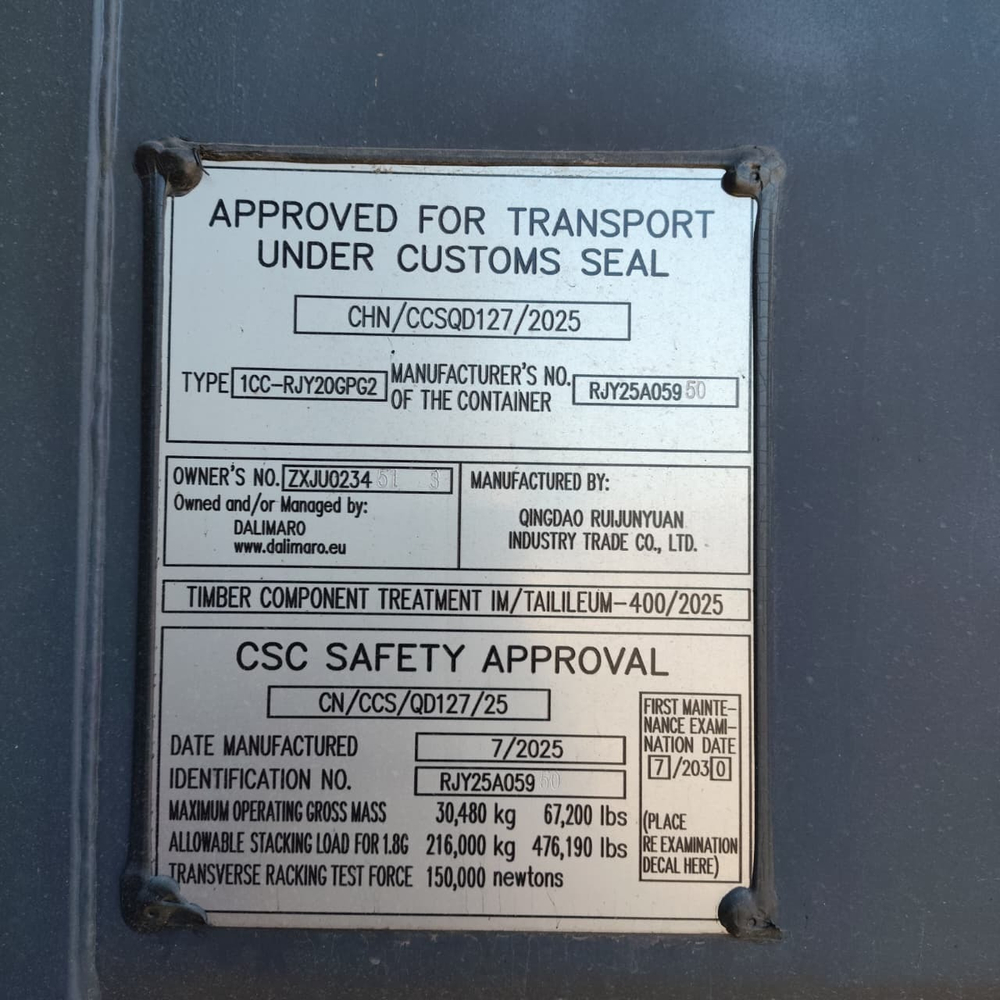 APPROVED FOR TRANSPORT
UNDER CUSTOMS SEAL
CHN/CCSQD127/2025
TYPE 1CC-RJY20GPG2
MANUFACTURER'S NO.
OF THE CONTAINER
RJY25A05950
OWNER'S NO. ZXJU0234 51 3
Owned and/or Managed by:
DALIMARO
www.dalimaro.eu
MANUFACTURED BY:
QINGDAO RUIJUNYUAN
INDUSTRY TRADE CO., LTD.
TIMBER COMPONENT TREATMENT IM/TAILILEUM-400/2025
CSC SAFETY APPROVAL
CN/CCS/QD127/25
DATE MANUFACTURED 7/2025
IDENTIFICATION NO. RJY25A05950
MAXIMUM OPERATING GROSS MASS 30,480 kg 67,200 lbs
ALLOWABLE STACKING LOAD FOR 1.8G 216,000 kg 476,190 lbs
TRANSVERSE RACKING TEST FORCE 150,000 newtons
FIRST MAINTE-
NANCE EXAMI-
NATION DATE
7/2030
(PLACE
RE EXAMINATION
DECAL HERE)